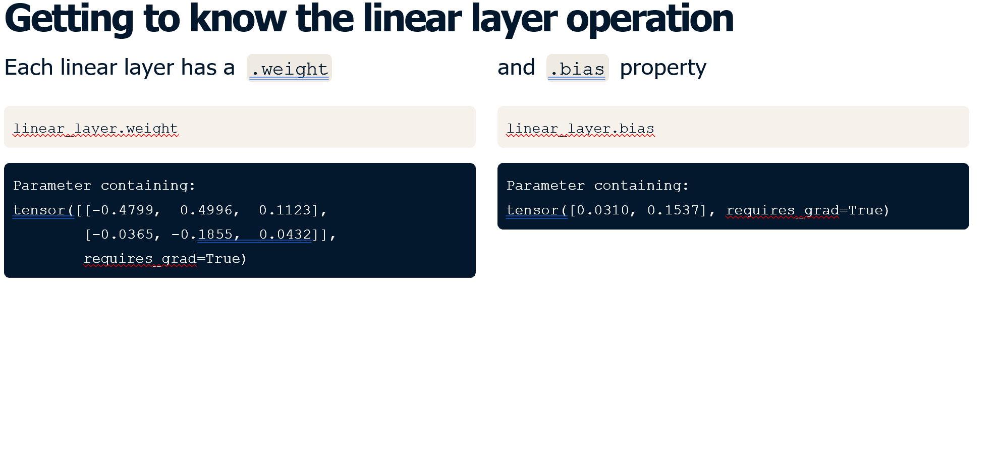 Getting to know the linear layer operation
Each linear layer has a .weight
linear_layer.weight
Parameter containing:
tensor([[-0.4799,  0.4996,  0.1123],
        [-0.0365, -0.1855,  0.0432]],
        requires_grad=True)
and .bias property
linear_layer.bias
Parameter containing:
tensor([0.0310, 0.1537], requires_grad=True)